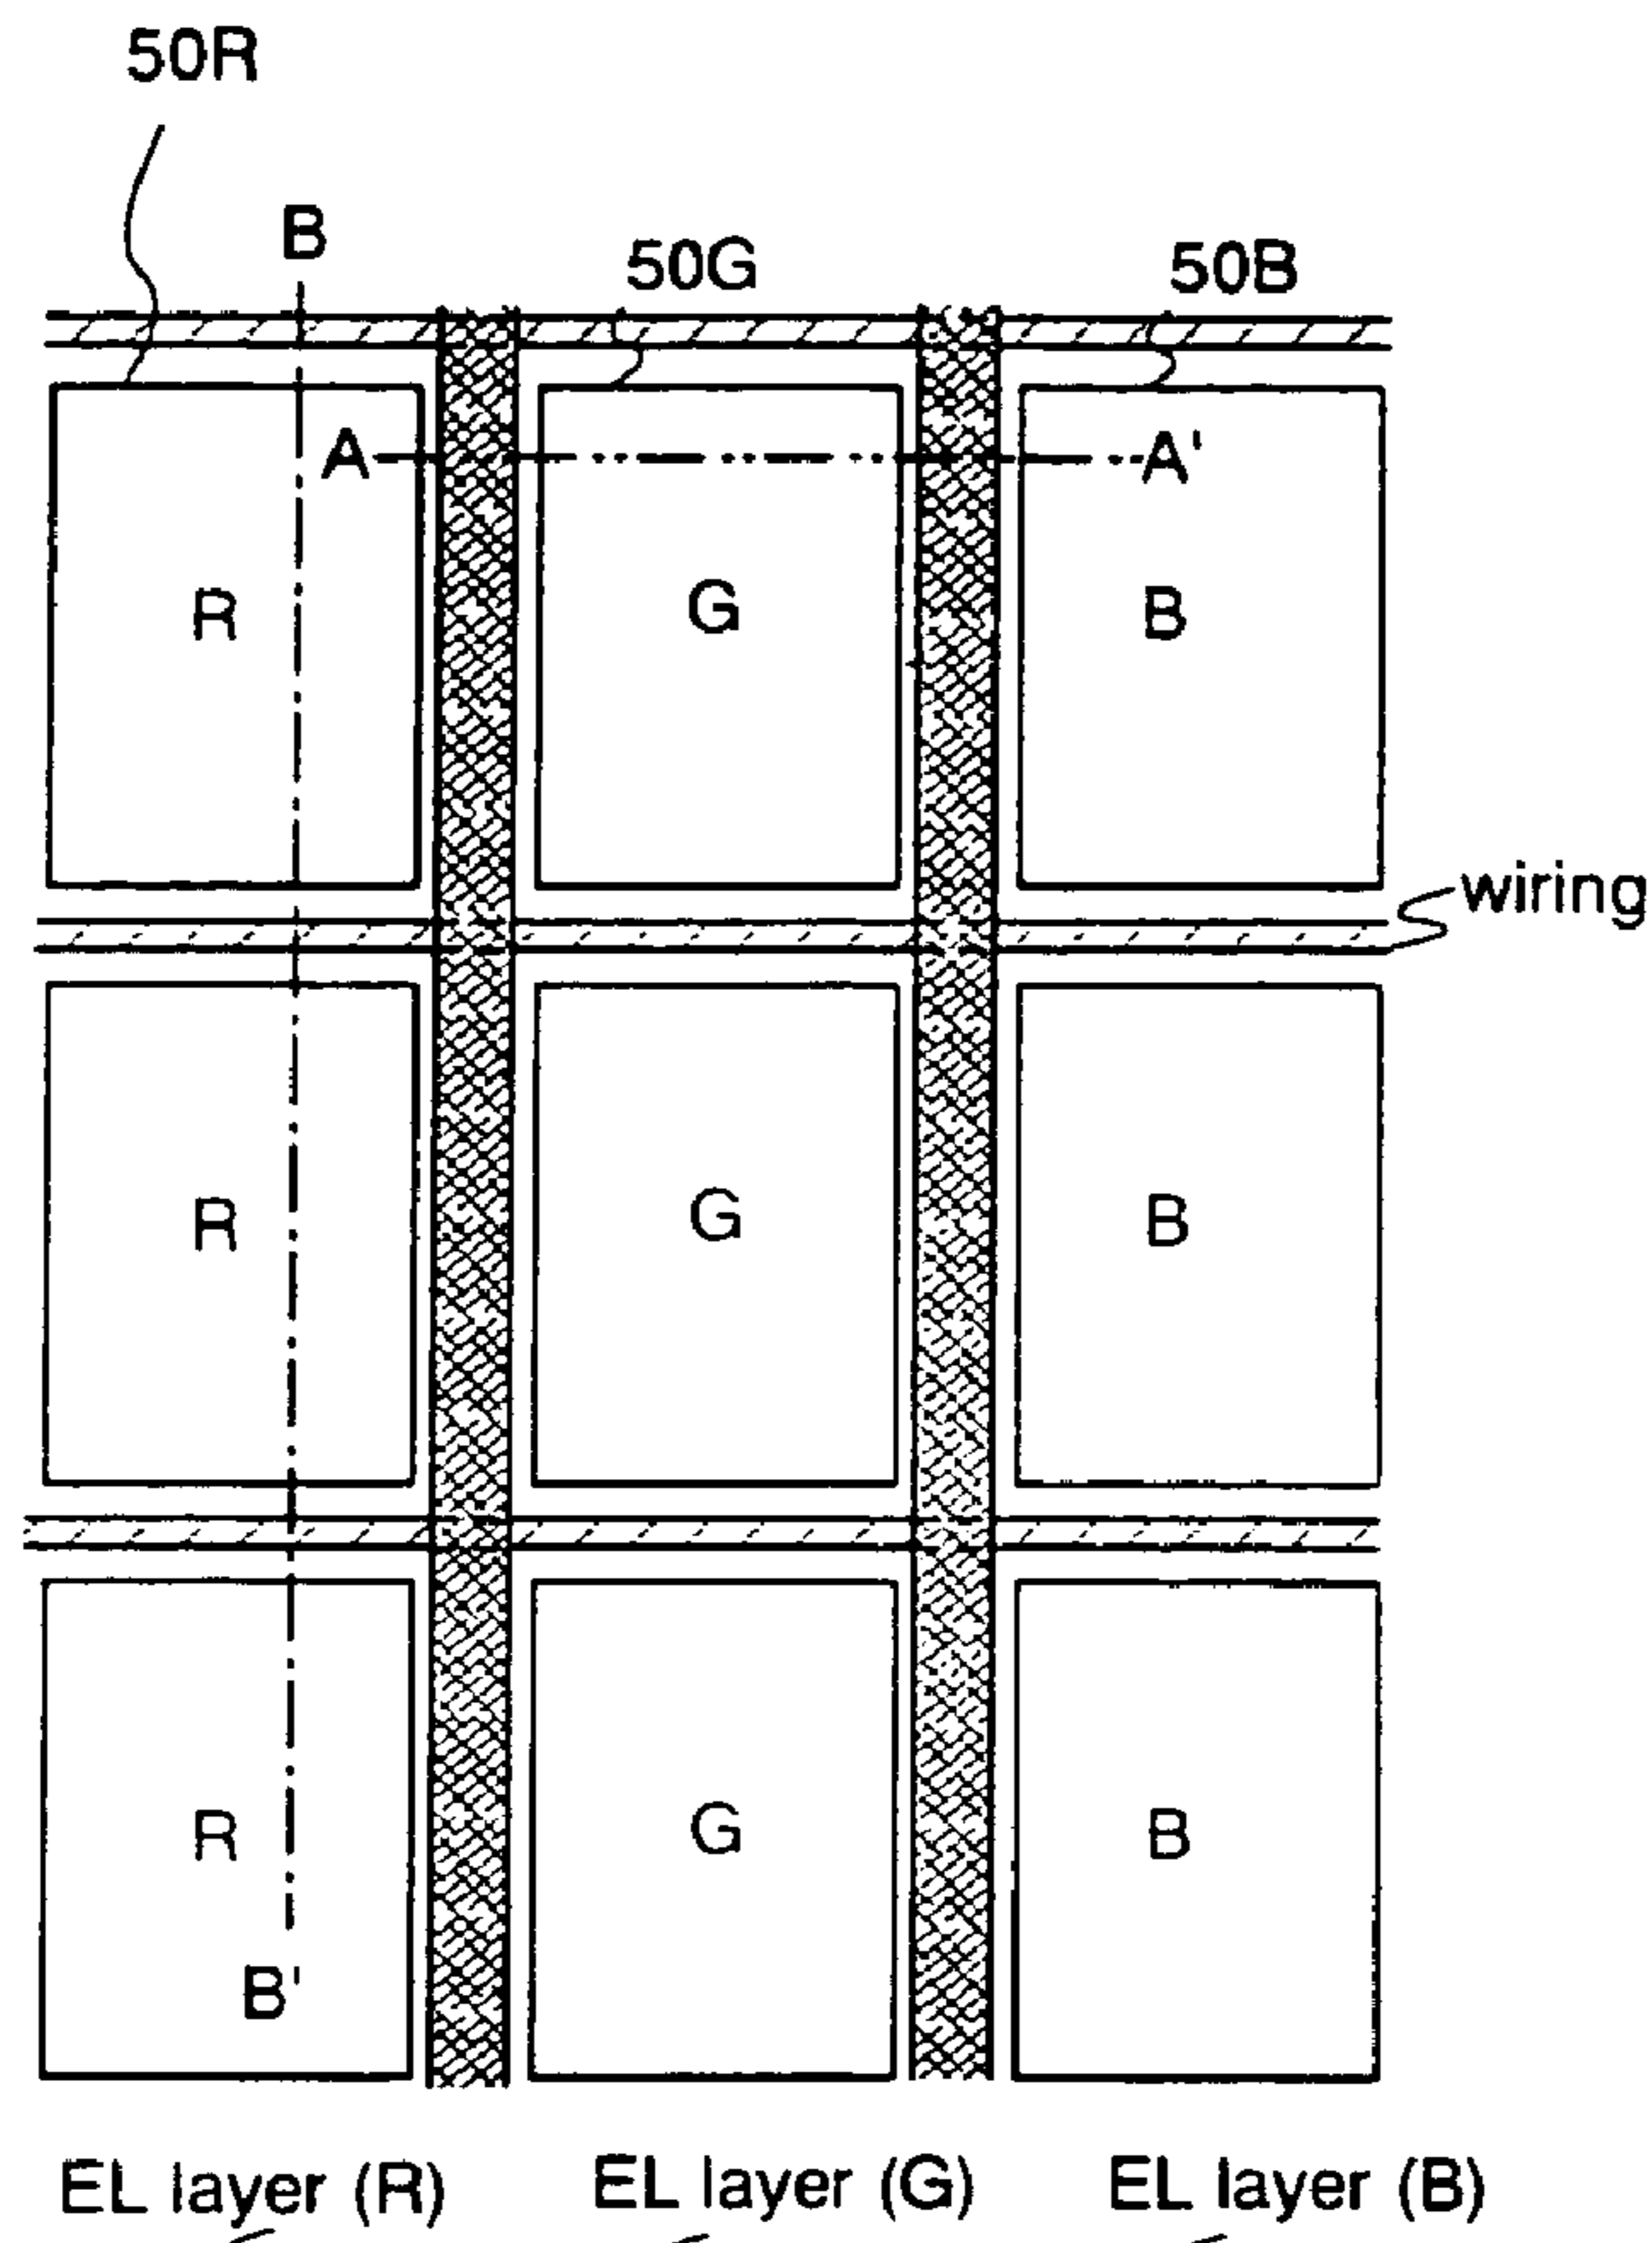 50R
B
50G
50B
A
A'
R
G
B
wiring
R
G
B
R
G
B
B'
EL layer (R)
EL layer (G)
EL layer (B)